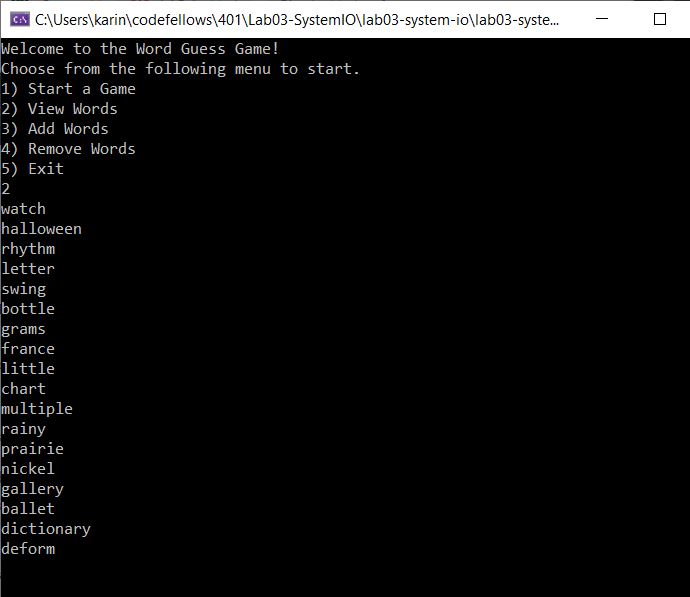 C:\Users\karin\codefellows\401\Lab03-SystemIO\lab03-system-io\lab03-syste...
Welcome to the Word Guess Game!
Choose from the following menu to start.
1) Start a Game
2) View Words
3) Add Words
4) Remove Words
5) Exit
2
watch
halloween
rhythm
letter
swing
bottle
grams
france
little
chart
multiple
rainy
prairie
nickel
gallery
ballet
dictionary
deform